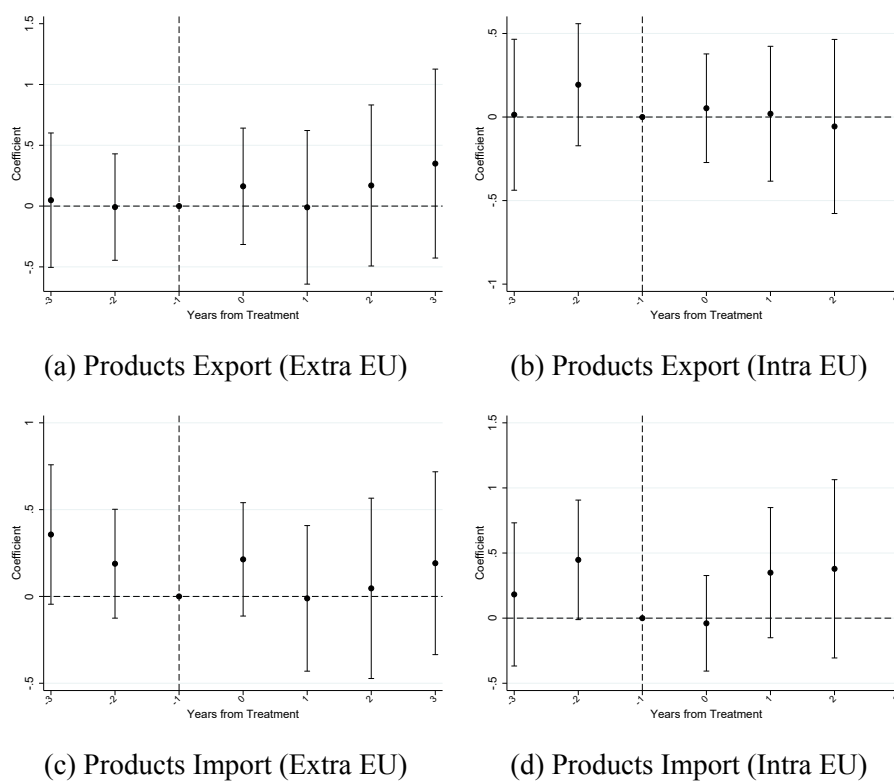 1.5
1
.5
0
-.5
Coefficient
-3 -2 -1 0 1 2 3
Years from Treatment
(a) Products Export (Extra EU)
.5
0
-.5
-1
Coefficient
-3 -2 -1 0 1 2
Years from Treatment
(b) Products Export (Intra EU)
1
.5
0
-.5
Coefficient
-3 -2 -1 0 1 2 3
Years from Treatment
(c) Products Import (Extra EU)
1.5
1
.5
0
-.5
Coefficient
-3 -2 -1 0 1 2
Years from Treatment
(d) Products Import (Intra EU)